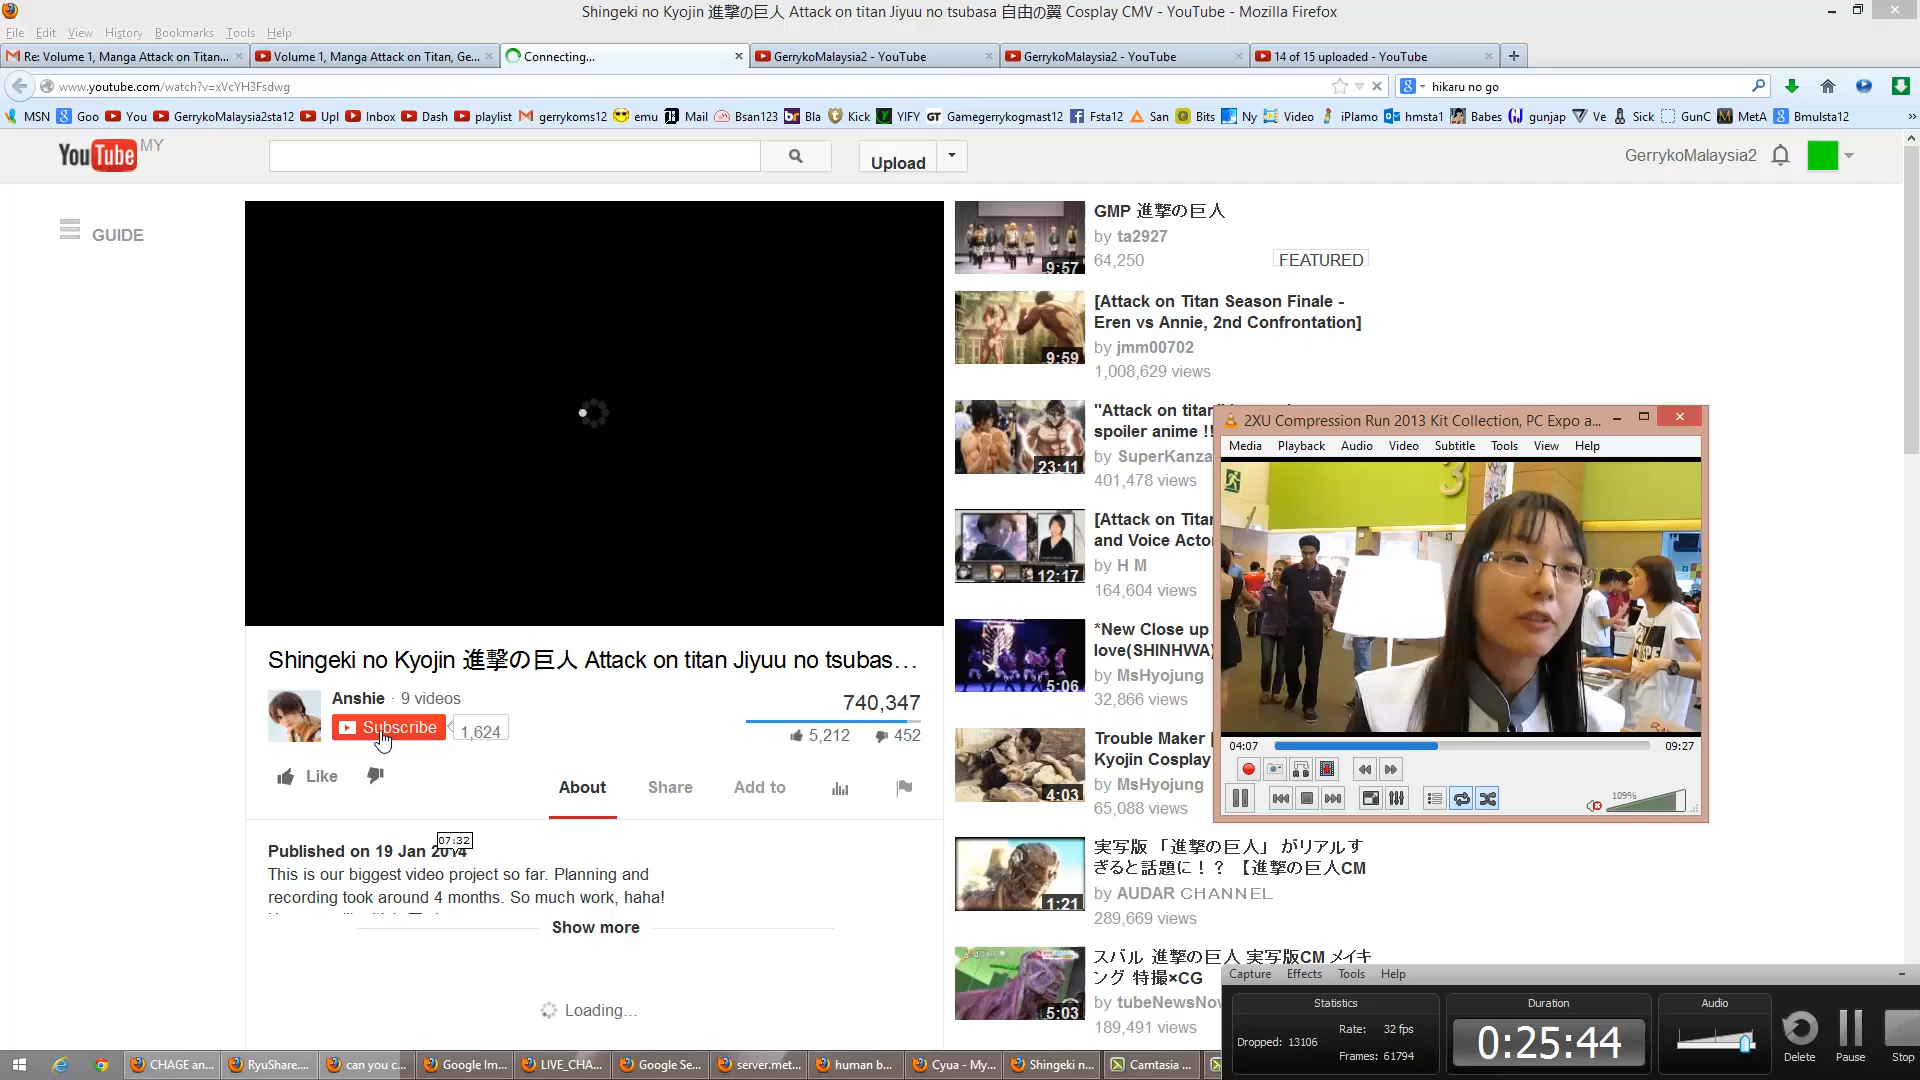 Shingeki no Kyojin 進撃の巨人 Attack on titan Jiyuu no tsubasa 自由の翼 Cosplay CMV - YouTube - Mozilla Firefox
File Edit View History Bookmarks Tools Help
Re: Volume 1, Manga Attack on Titan...
Volume 1, Manga Attack on Titan, Ge...
Connecting...
GerrykoMalaysia2 - YouTube
GerrykoMalaysia2 - YouTube
14 of 15 uploaded - YouTube
www.youtube.com/watch?v=xVcYH3Fsdwg
hikaru no go
MSN Goo You GerrykoMalaysia2sta12 Upl Inbox Dash playlist gerrykoms12 emu Mail Bsan123 Bla Kick YIFY Gamegerrykogmast12 Fsta12 San Bits Ny Video iPlamo hmsta1 Babes gunjap Ve Sick GunC MetA Bmulsta12
YouTube MY
Upload
GerrykoMalaysia2
GUIDE
Shingeki no Kyojin 進撃の巨人 Attack on titan Jiyuu no tsubas...
Anshie · 9 videos
Subscribe
1,624
740,347
5,212
452
Like
About
Share
Add to
Published on 19 Jan 2014
07:32
This is our biggest video project so far. Planning and
recording took around 4 months. So much work, haha!
Show more
Loading...
GMP 進撃の巨人
by ta2927
64,250
FEATURED
9:57
[Attack on Titan Season Finale -
Eren vs Annie, 2nd Confrontation]
by jmm00702
1,008,629 views
9:59
"Attack on titan"
spoiler anime !!
by SuperKanza
401,478 views
23:11
[Attack on Titan
and Voice Actor
by H M
164,604 views
12:17
*New Close up
love(SHINHWA)
by MsHyojung
32,866 views
5:06
Trouble Maker
Kyojin Cosplay
by MsHyojung
65,088 views
4:03
実写版 「進撃の巨人」 がリアルす
ぎると話題に！？ 【進撃の巨人CM
by AUDAR CHANNEL
289,669 views
1:21
スバル 進撃の巨人 実写版CM メイキ
ング 特撮×CG
by tubeNewsNo
189,491 views
5:03
2XU Compression Run 2013 Kit Collection, PC Expo a...
Media Playback Audio Video Subtitle Tools View Help
3
04:07
09:27
109%
Capture Effects Tools Help
Statistics
Duration
Audio
Rate: 32 fps
Dropped: 13106
Frames: 61794
0:25:44
Delete
Pause
Stop
CHAGE an...
RyuShare....
can you c...
Google Im...
LIVE_CHA...
Google Se...
server.met...
human b...
Cyua - My...
Shingeki n...
Camtasia ...